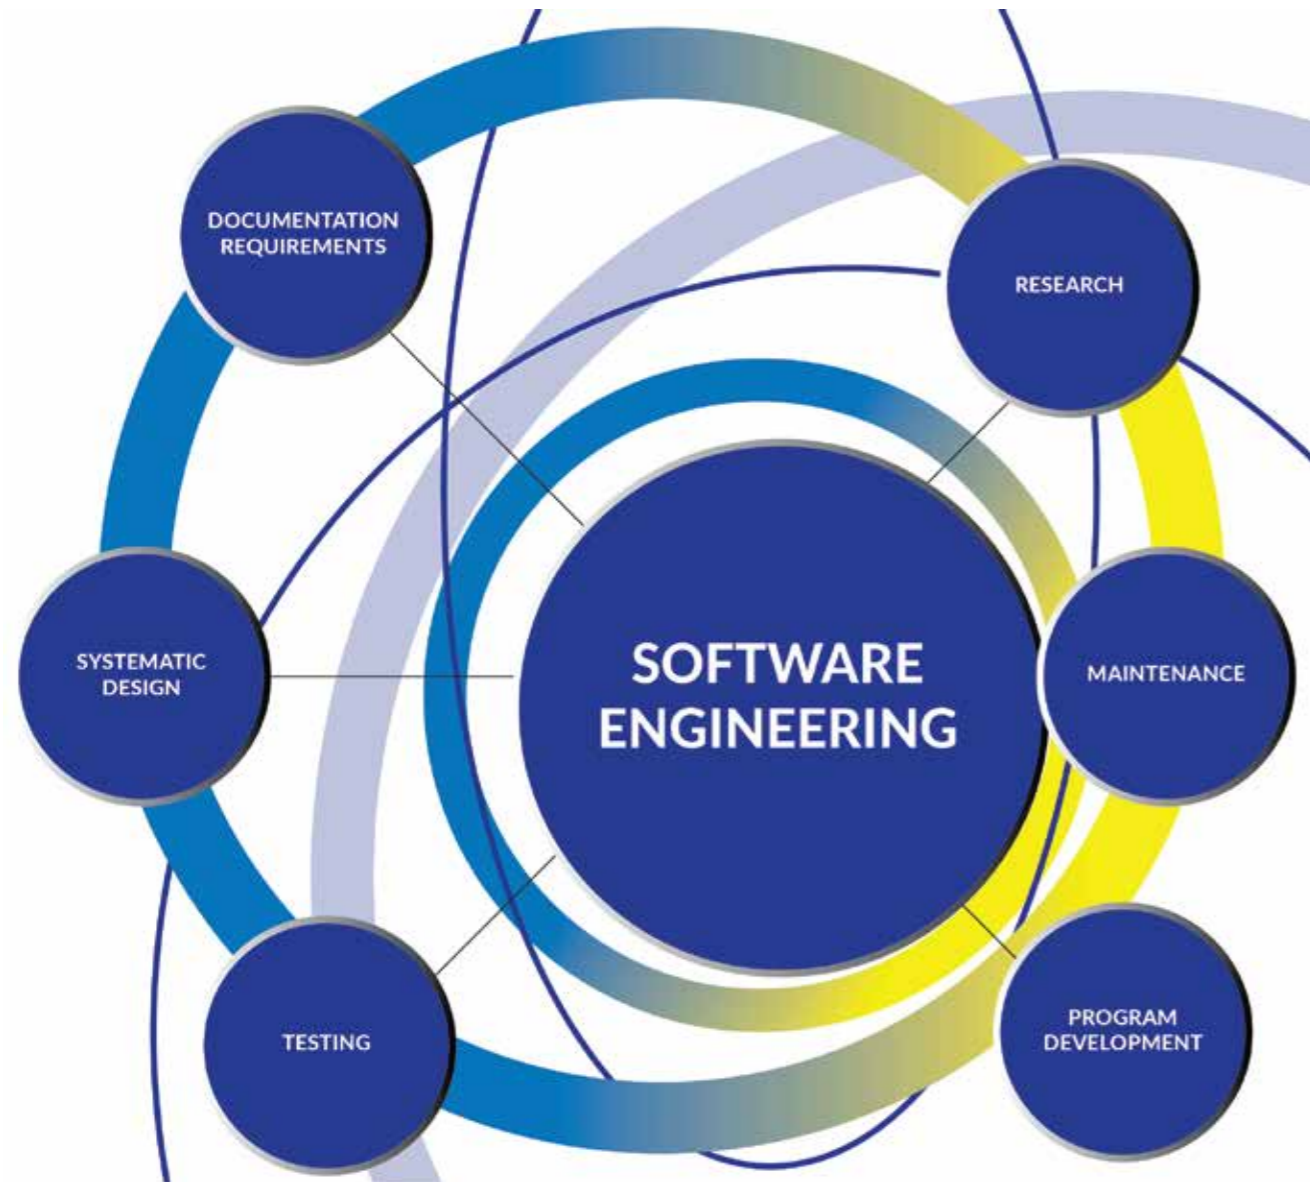 DOCUMENTATION
REQUIREMENTS
RESEARCH
SYSTEMATIC
DESIGN
SOFTWARE
ENGINEERING
MAINTENANCE
TESTING
PROGRAM
DEVELOPMENT